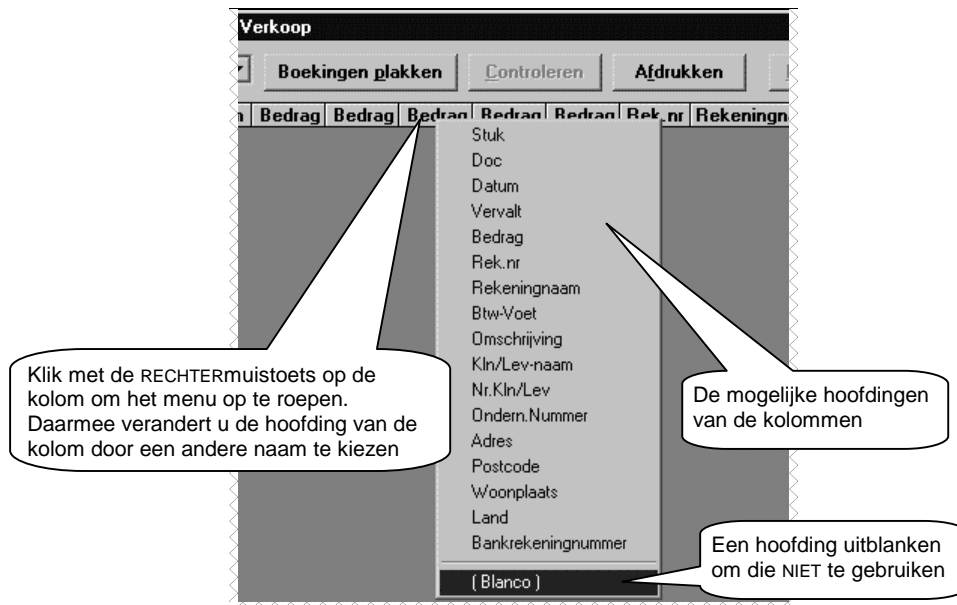 Verkoop
Boekingen plakken Controleren Afdrukken
Bedrag Bedrag Bedrag Bedrag Bedrag Rek.nr Rekeningn
Stuk
Doc
Datum
Vervalt
Bedrag
Rek.nr
Rekeningnaam
Btw-Voet
Omschrijving
Kln/Lev-naam
Nr.Kln/Lev
Ondern.Nummer
Adres
Postcode
Woonplaats
Land
Bankrekeningnummer
( Blanco )
Klik met de RECHTERmuistoets op de
kolom om het menu op te roepen.
Daarmee verandert u de hoofding van de
kolom door een andere naam te kiezen
De mogelijke hoofdingen
van de kolommen
Een hoofding uitblanken
om die NIET te gebruiken